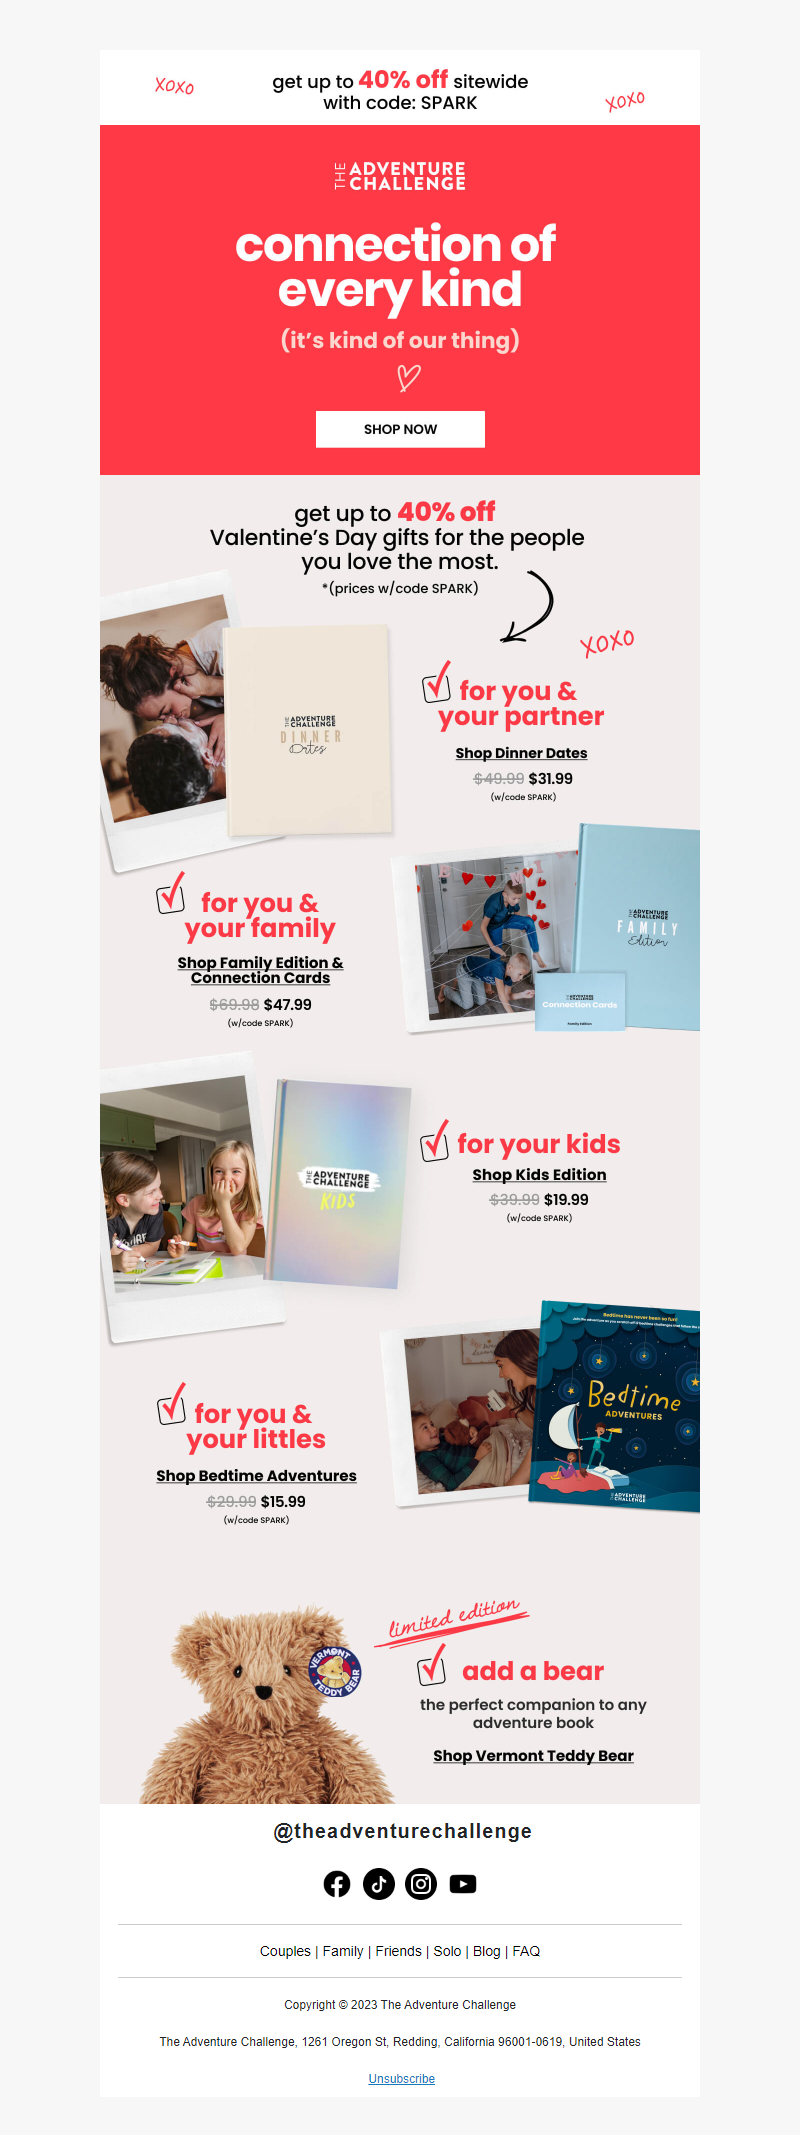 xoxo
get up to 40% off sitewide
with code: SPARK
xoxo
THE ADVENTURE
CHALLENGE
connection of
every kind
(it's kind of our thing)
SHOP NOW
get up to 40% off
Valentine's Day gifts for the people
you love the most.
*(prices w/code SPARK)
xoxo
THE ADVENTURE
CHALLENGE
DINNER
Dates
for you &
your partner
Shop Dinner Dates
$49.99 $31.99
(w/code SPARK)
for you &
your family
Shop Family Edition &
Connection Cards
$69.98 $47.99
(w/code SPARK)
THE ADVENTURE
CHALLENGE
FAMILY
Edition
THE ADVENTURE
CHALLENGE
Connection Cards
Family Edition
THE ADVENTURE
CHALLENGE
KIDS
for your kids
Shop Kids Edition
$39.99 $19.99
(w/code SPARK)
for you &
your littles
Shop Bedtime Adventures
$29.99 $15.99
(w/code SPARK)
Bedtime has never been so fun!
Bedtime
ADVENTURES
THE ADVENTURE
CHALLENGE
VERMONT
TEDDY BEAR
limited edition
add a bear
the perfect companion to any
adventure book
Shop Vermont Teddy Bear
@theadventurechallenge
Couples | Family | Friends | Solo | Blog | FAQ
Copyright © 2023 The Adventure Challenge
The Adventure Challenge, 1261 Oregon St, Redding, California 96001-0619, United States
Unsubscribe